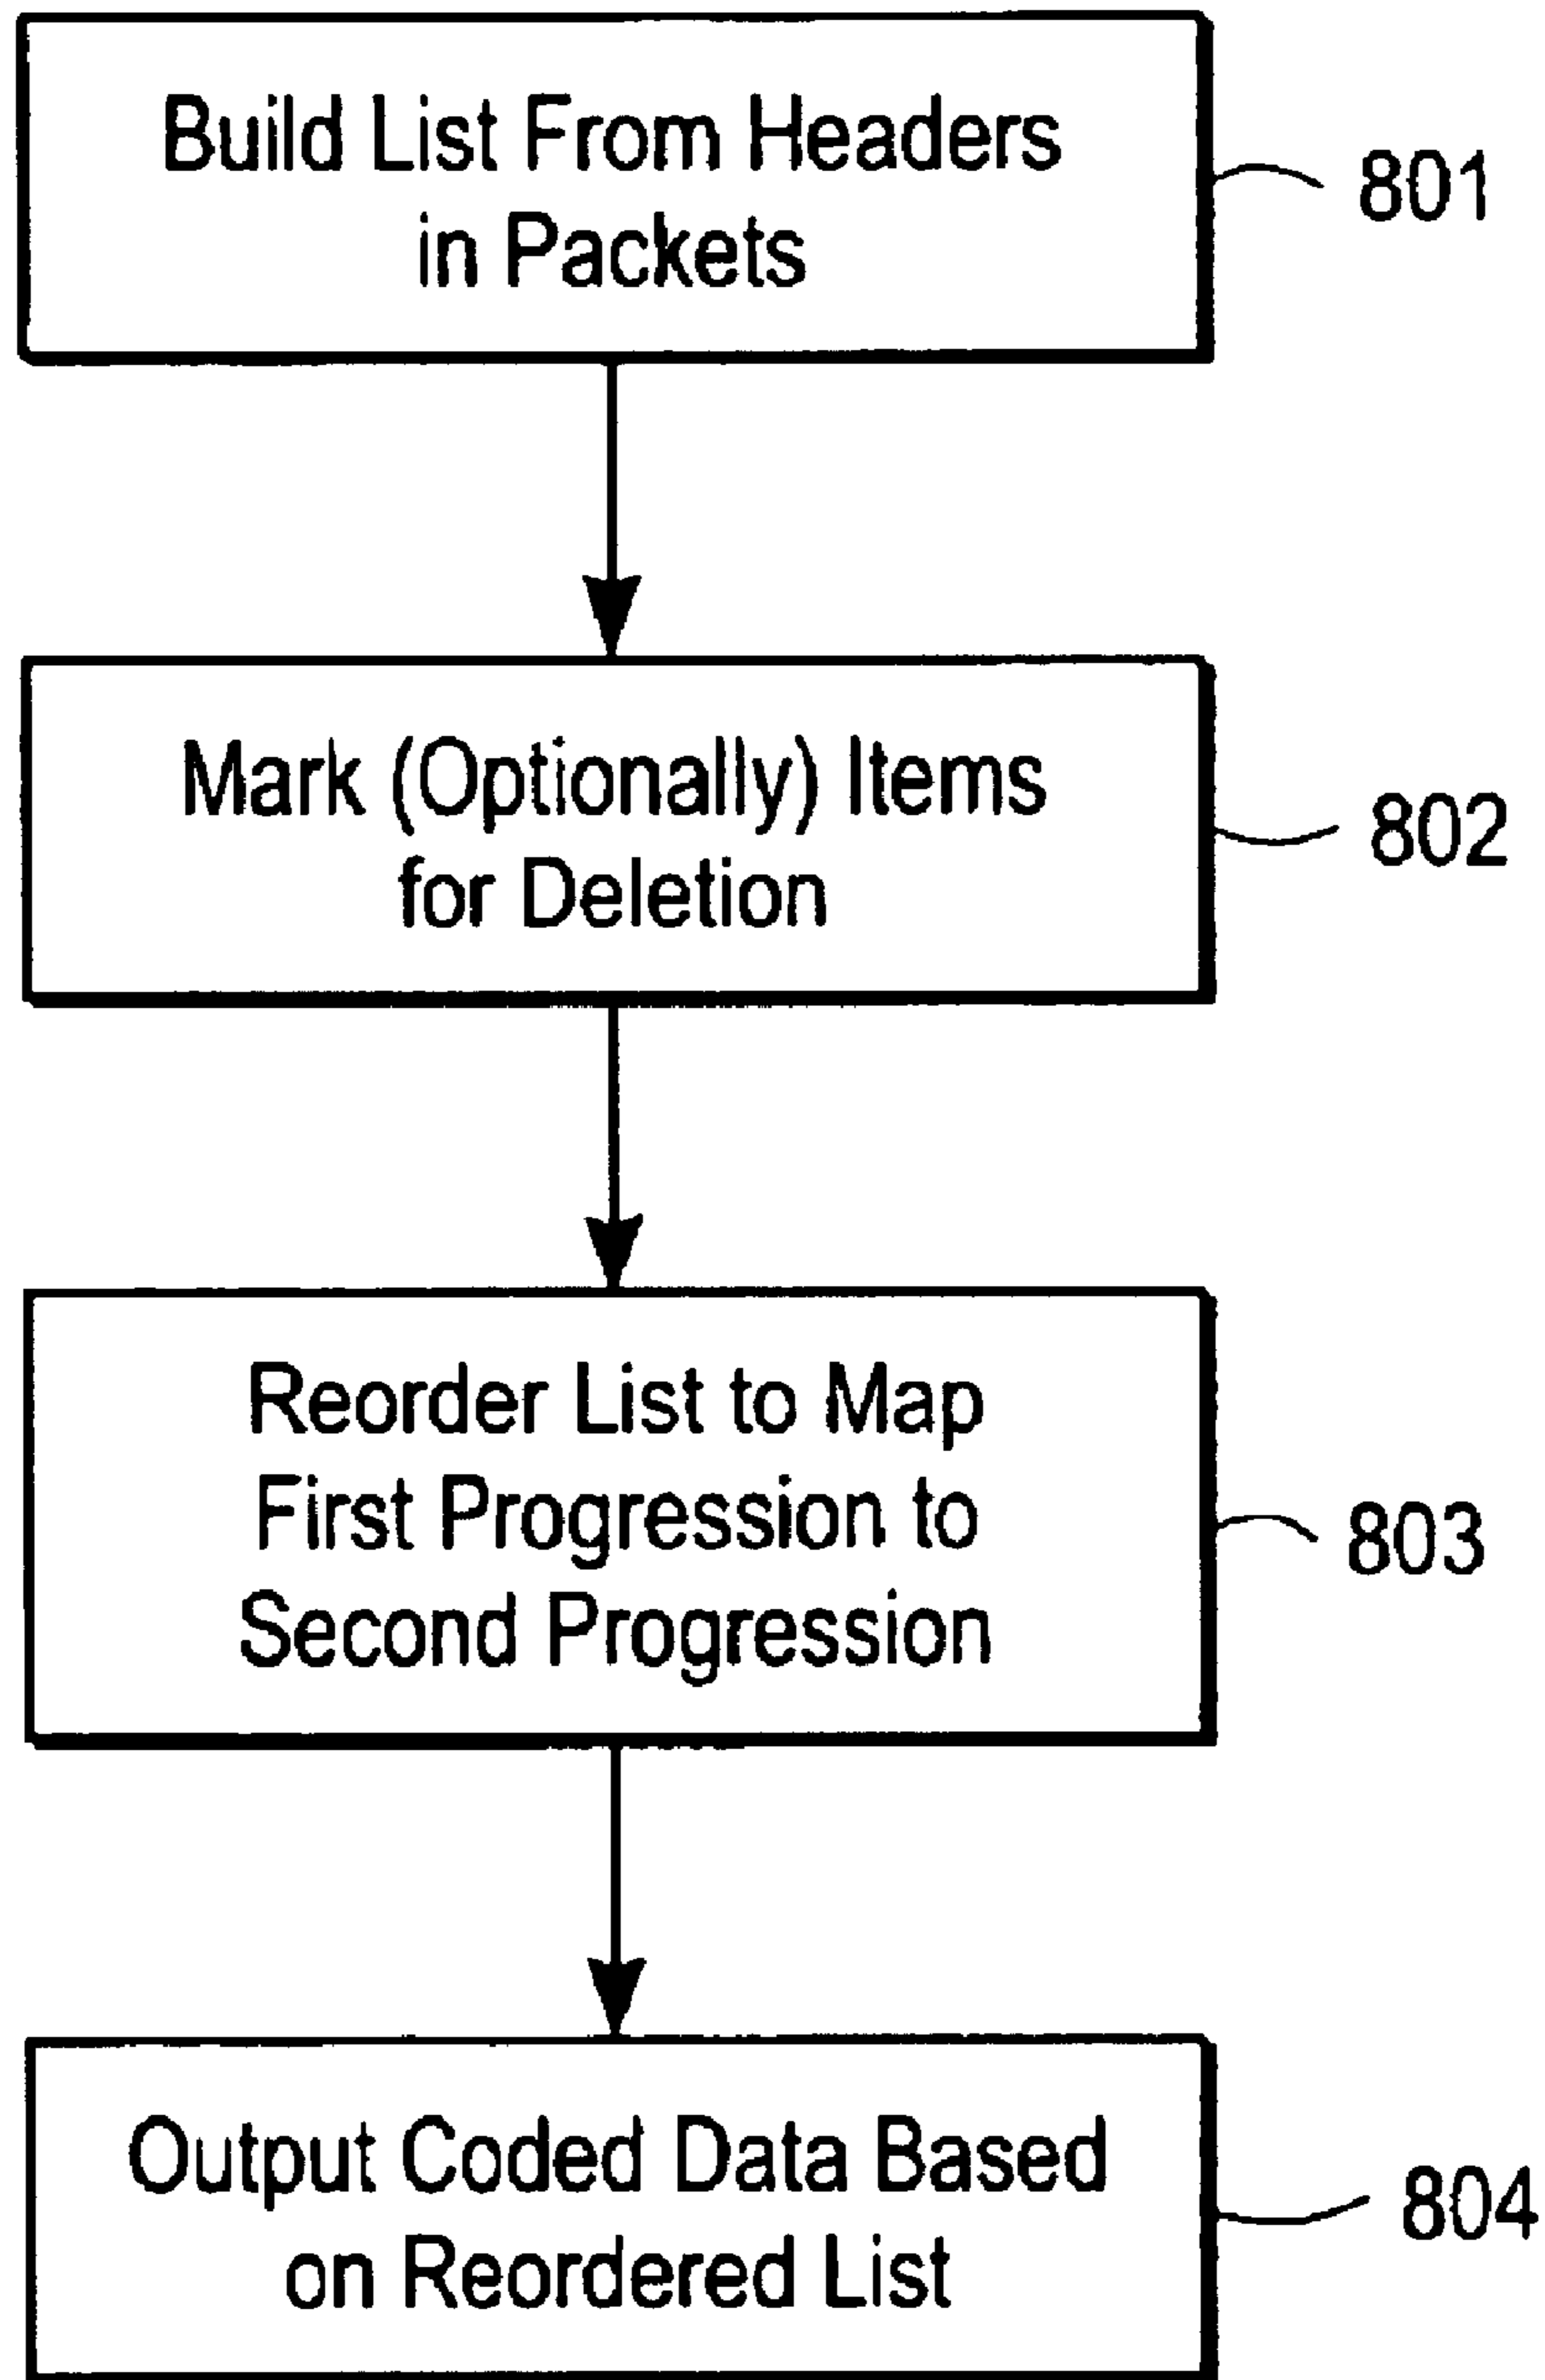 Build List From Headers
in Packets
801
Mark (Optionally) Items
for Deletion
802
Reorder List to Map
First Progression to
Second Progression
803
Output Coded Data Based
on Reordered List
804